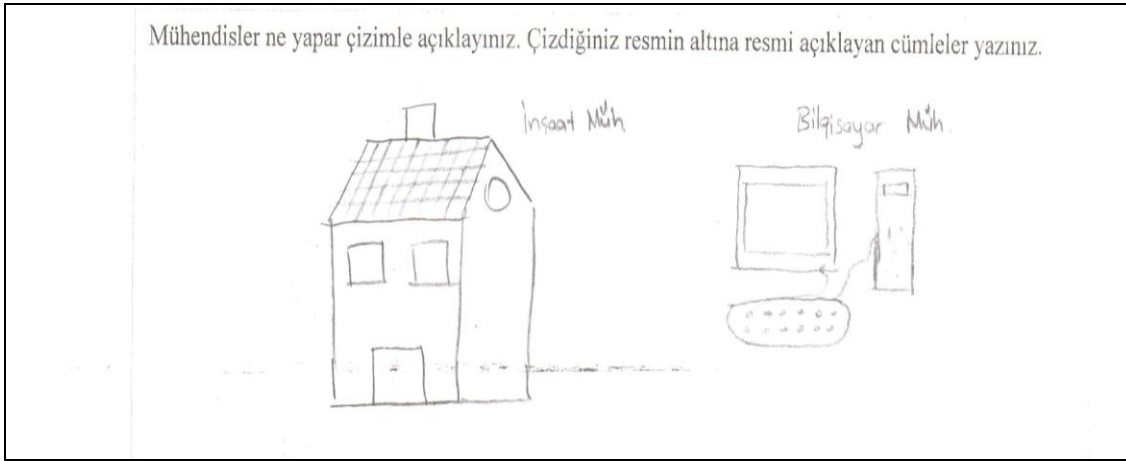 Mühendisler ne yapar çizimle açıklayınız. Çizdiğiniz resmin altına resmi açıklayan cümleler yazınız.
İnşaat Müh
Bilgisayar Müh.